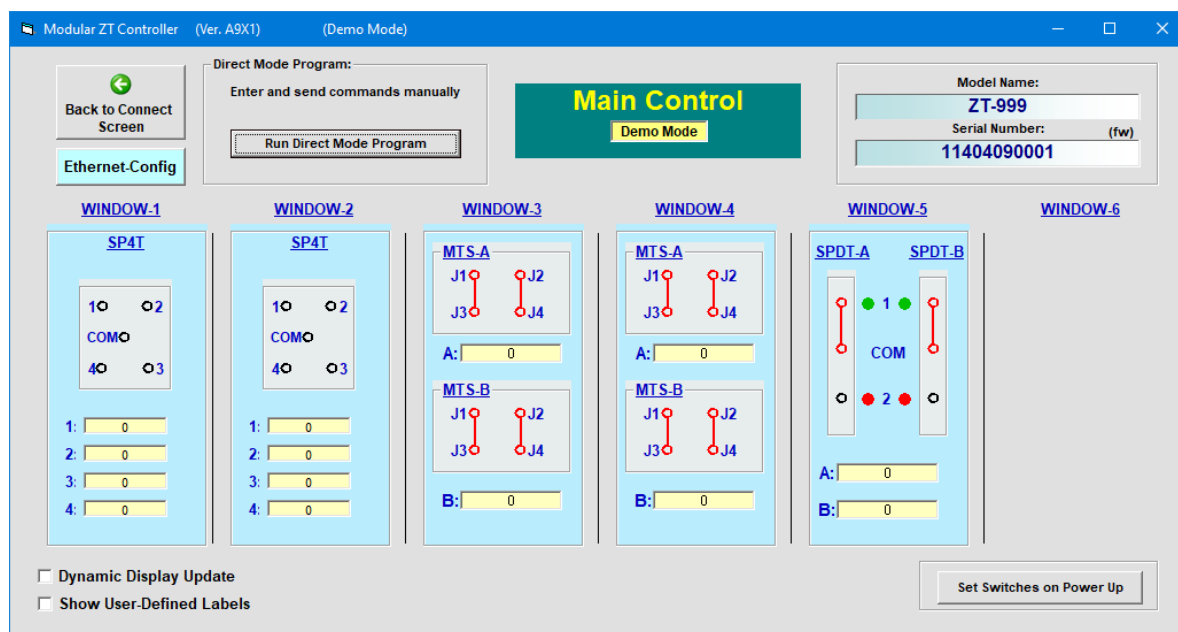 Modular ZT Controller (Ver. A9X1) (Demo Mode)
Back to Connect
Screen
Ethernet-Config
Direct Mode Program:
Enter and send commands manually
Run Direct Mode Program
Main Control
Demo Mode
Model Name:
ZT-999
Serial Number: (fw)
11404090001
WINDOW-1
SP4T
1 2
COM
4 3
1: 0
2: 0
3: 0
4: 0
WINDOW-2
SP4T
1 2
COM
4 3
1: 0
2: 0
3: 0
4: 0
WINDOW-3
MTS-A
J1 J2
J3 J4
A: 0
MTS-B
J1 J2
J3 J4
B: 0
WINDOW-4
MTS-A
J1 J2
J3 J4
A: 0
MTS-B
J1 J2
J3 J4
B: 0
WINDOW-5
SPDT-A SPDT-B
1
COM
2
A: 0
B: 0
WINDOW-6
Dynamic Display Update
Show User-Defined Labels
Set Switches on Power Up